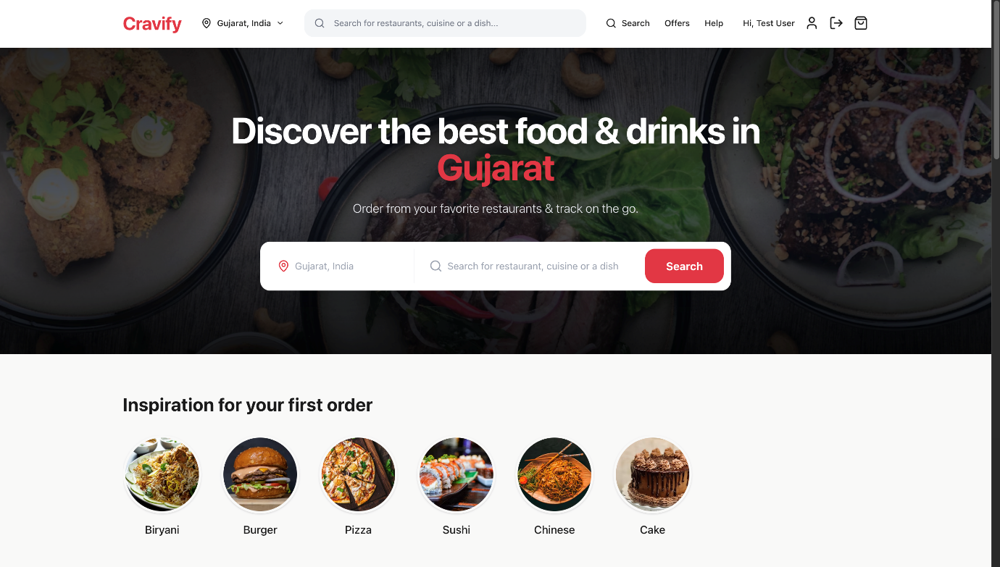 Cravify
Gujarat, India
Search for restaurants, cuisine or a dish...
Search
Offers
Help
Hi, Test User
Discover the best food & drinks in
Gujarat
Order from your favorite restaurants & track on the go.
Gujarat, India
Search for restaurant, cuisine or a dish
Search
Inspiration for your first order
Biryani
Burger
Pizza
Sushi
Chinese
Cake